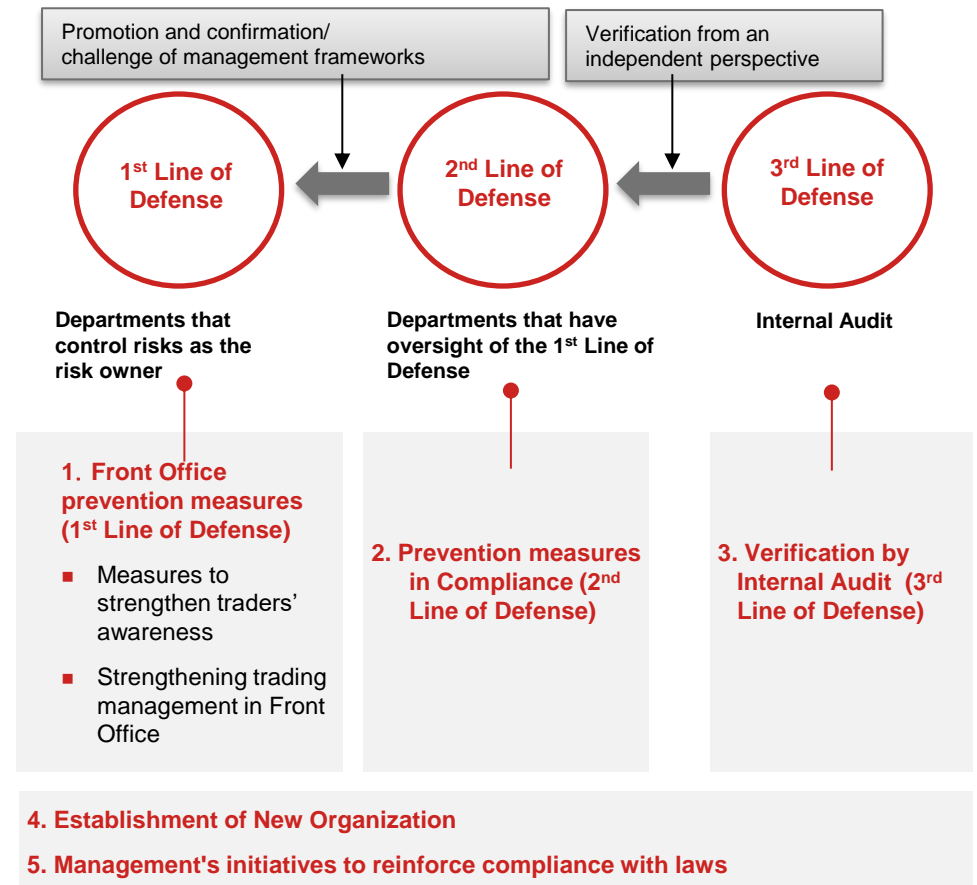 Promotion and confirmation/
challenge of management frameworks
Verification from an
independent perspective
1st Line of
Defense
2nd Line of
Defense
3rd Line of
Defense
Departments that
control risks as the
risk owner
Departments that have
oversight of the 1st Line of
Defense
Internal Audit
1. Front Office
prevention measures
(1st Line of Defense)
■ Measures to
strengthen traders’
awareness
■ Strengthening trading
management in Front
Office
2. Prevention measures
in Compliance (2nd
Line of Defense)
3. Verification by
Internal Audit (3rd
Line of Defense)
4. Establishment of New Organization
5. Management's initiatives to reinforce compliance with laws